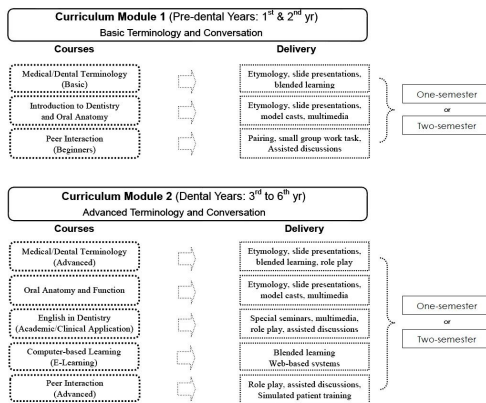 Curriculum Module 1 (Pre-dental Years: 1st & 2nd yr)
Basic Terminology and Conversation
Courses
Delivery
Medical/Dental Terminology
(Basic)
Etymology, slide presentations,
blended learning
Introduction to Dentistry
and Oral Anatomy
Etymology, slide presentations,
model casts, multimedia
Peer Interaction
(Beginners)
Pairing, small group work task,
Assisted discussions
One-semester
or
Two-semester
Curriculum Module 2 (Dental Years: 3rd to 6th yr)
Advanced Terminology and Conversation
Courses
Delivery
Medical/Dental Terminology
(Advanced)
Etymology, slide presentations,
blended learning, role play
Oral Anatomy and Function
Etymology, slide presentations,
model casts, multimedia
English in Dentistry
(Academic/Clinical Application)
Special seminars, multimedia,
role play, assisted discussions
Computer-based Learning
(E-Learning)
Blended learning
Web-based systems
Peer Interaction
(Advanced)
Role play, assisted discussions,
Simulated patient training
One-semester
or
Two-semester